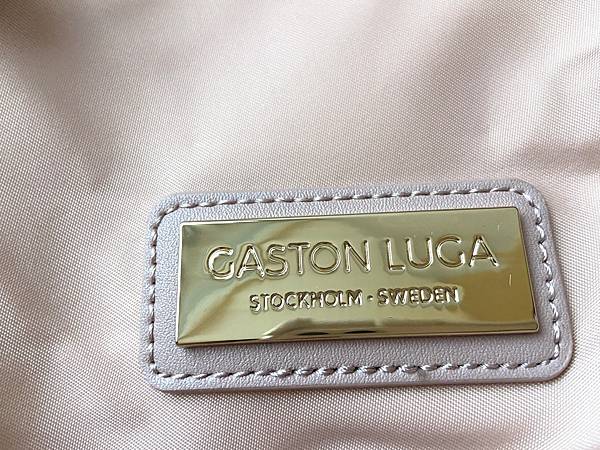 GASTON LUGA
STOCKHOLM - SWEDEN